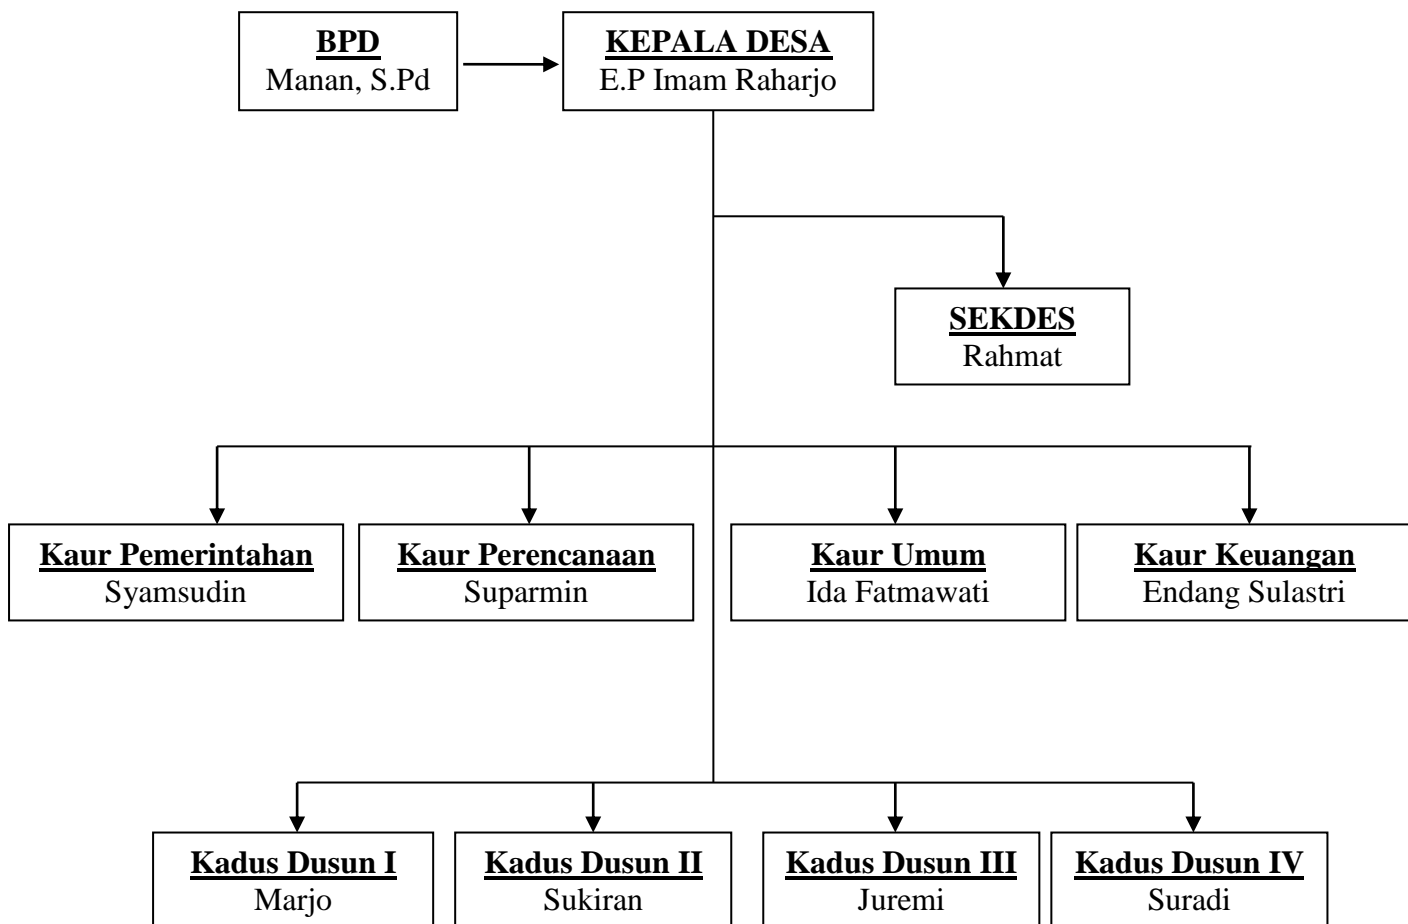 BPD
Manan, S.Pd
KEPALA DESA
E.P Imam Raharjo
SEKDES
Rahmat
Kaur Pemerintahan
Syamsudin
Kaur Perencanaan
Suparmin
Kaur Umum
Ida Fatmawati
Kaur Keuangan
Endang Sulastri
Kadus Dusun I
Marjo
Kadus Dusun II
Sukiran
Kadus Dusun III
Juremi
Kadus Dusun IV
Suradi